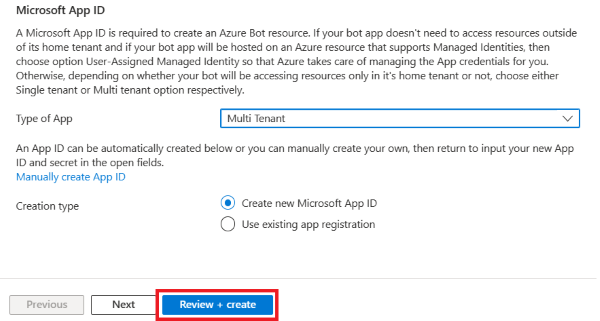 Microsoft App ID
A Microsoft App ID is required to create an Azure Bot resource. If your bot app doesn't need to access resources outside
of its home tenant and if your bot app will be hosted on an Azure resource that supports Managed Identities, then
choose option User-Assigned Managed Identity so that Azure takes care of managing the App credentials for you.
Otherwise, depending on whether your bot will be accessing resources only in it's home tenant or not, choose either
Single tenant or Multi tenant option respectively.
Type of App
Multi Tenant
An App ID can be automatically created below or you can manually create your own, then return to input your new App
ID and secret in the open fields.
Manually create App ID
Creation type
Create new Microsoft App ID
Use existing app registration
Previous
Next
Review + create